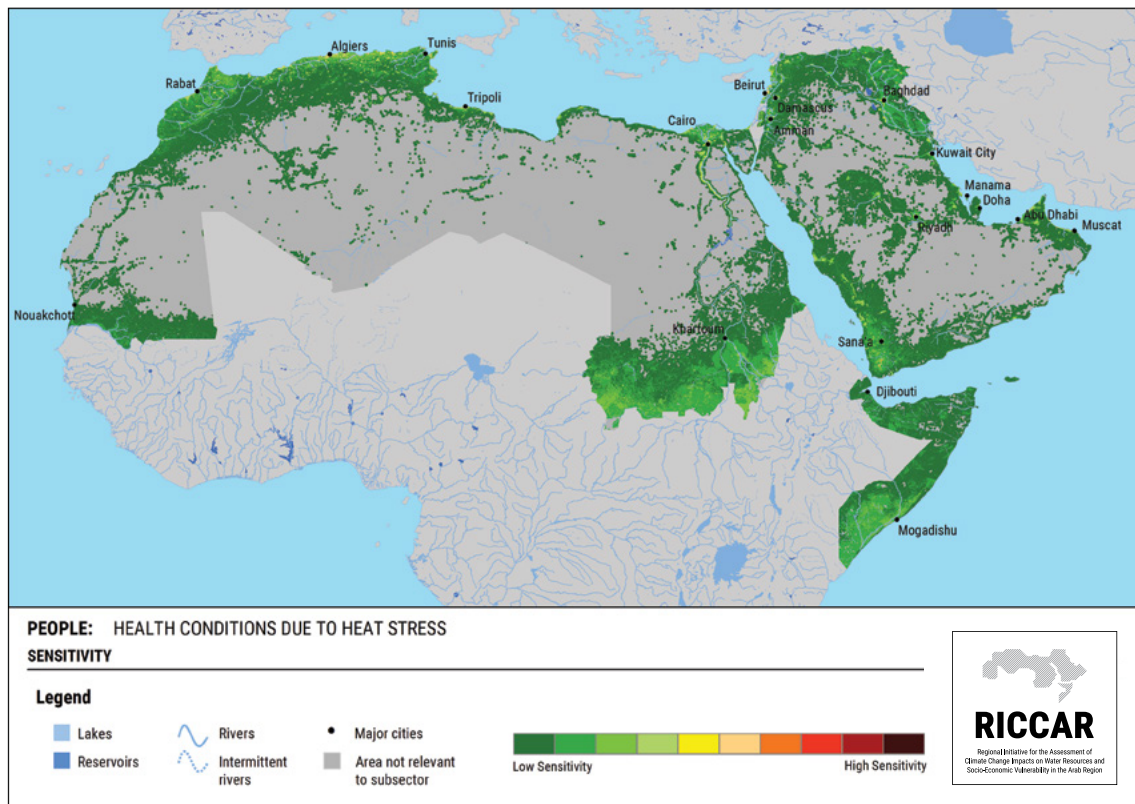 Algiers
Tunis
Rabat
Tripoli
Beirut
Damascus
Baghdad
Cairo
Amman
Kuwait City
Manama
Doha
Riyadh
Abu Dhabi
Muscat
Nouakchott
Khartoum
Sana'a
Djibouti
Mogadishu
PEOPLE: HEALTH CONDITIONS DUE TO HEAT STRESS
SENSITIVITY
Legend
Lakes
Reservoirs
Rivers
Intermittent
rivers
Major cities
Area not relevant
to subsector
Low Sensitivity
High Sensitivity
RICCAR
Regional Initiative for the Assessment of
Climate Change Impacts on Water Resources and
Socio-Economic Vulnerability in the Arab Region